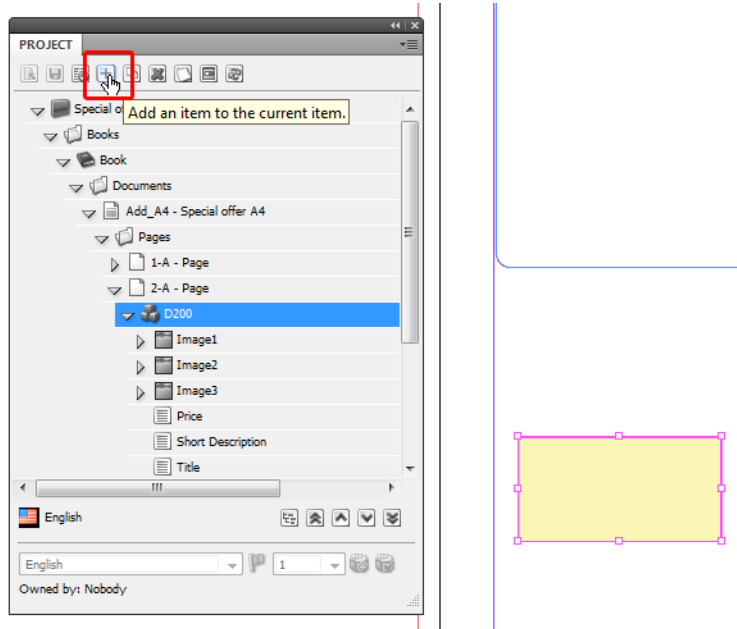 PROJECT
Special o
Add an item to the current item.
Books
Book
Documents
Add_A4 - Special offer A4
Pages
1-A - Page
2-A - Page
D200
Image1
Image2
Image3
Price
Short Description
Title
English
English
1
Owned by: Nobody